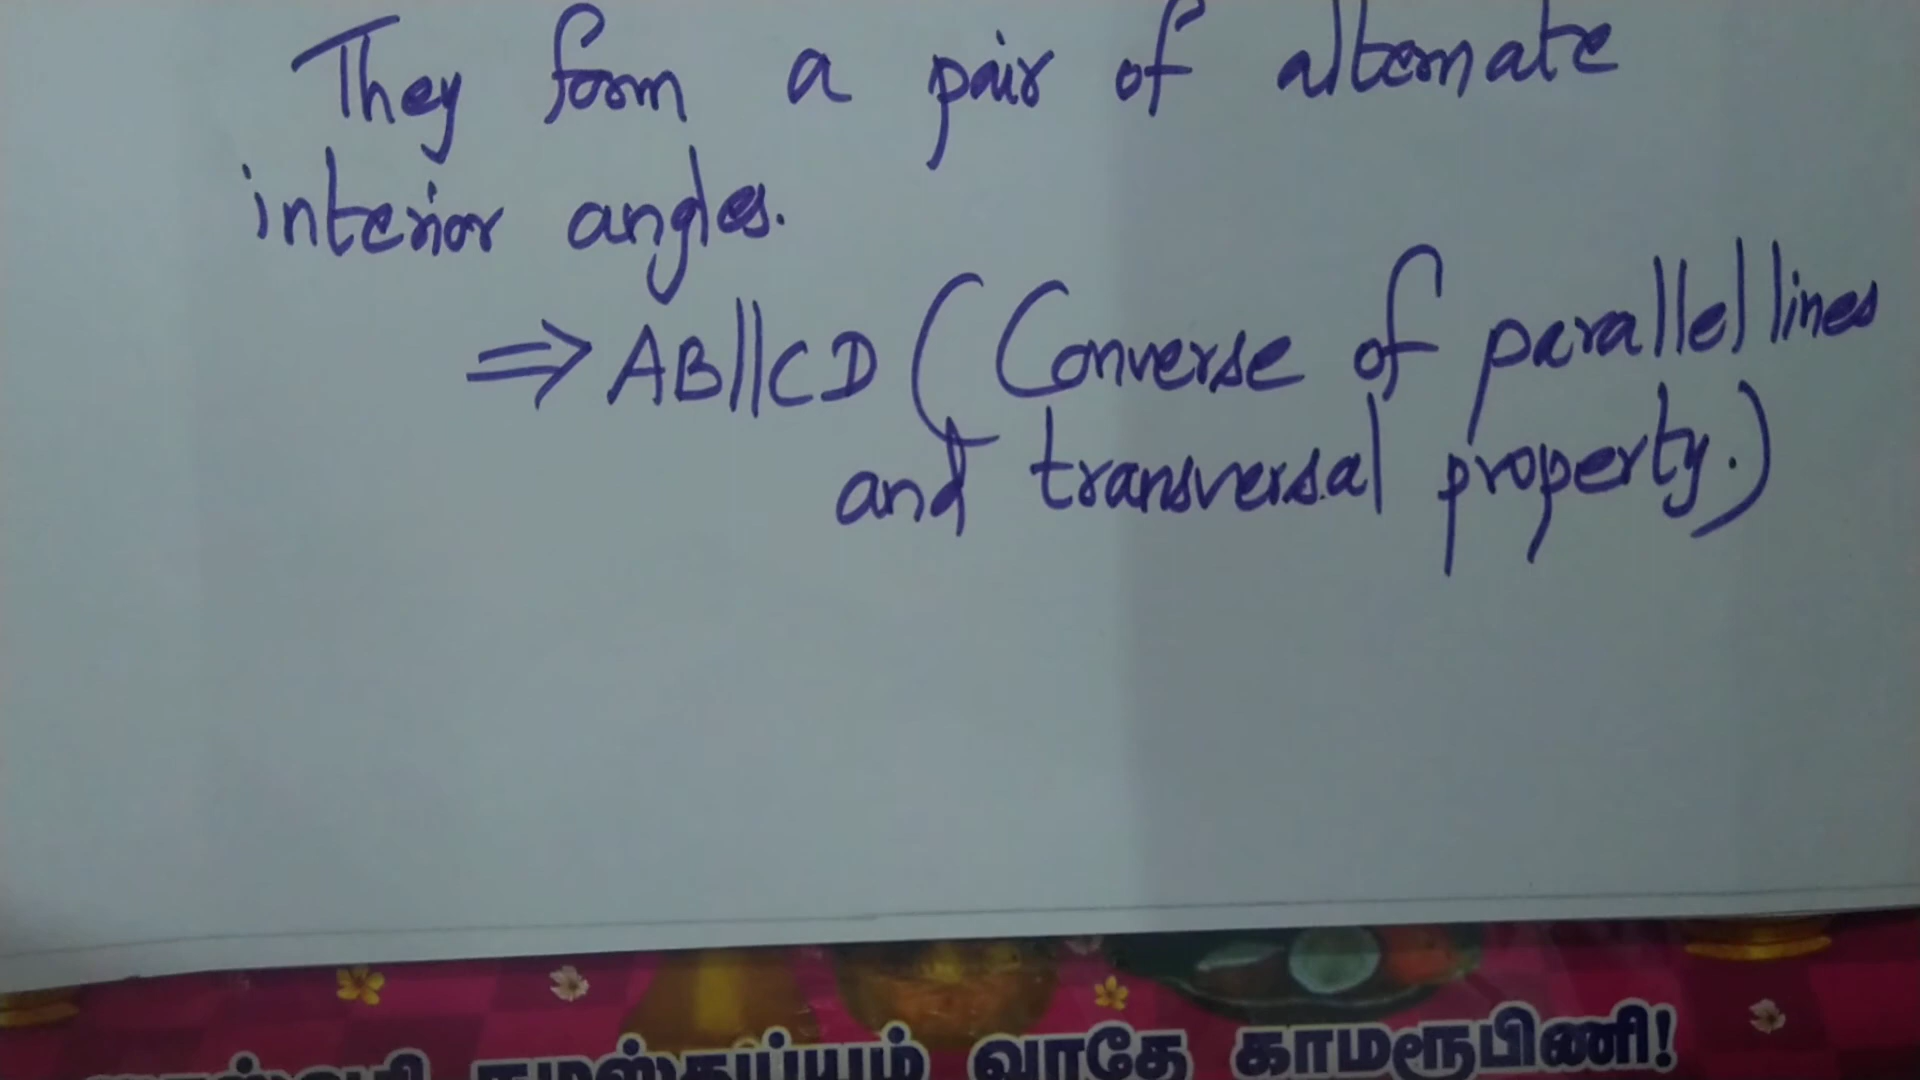 They form a pair of alternate
interior angles.
⇒ AB||CD (Converse of parallel lines
and transversal property.)
வாதே காமரூபிணி!